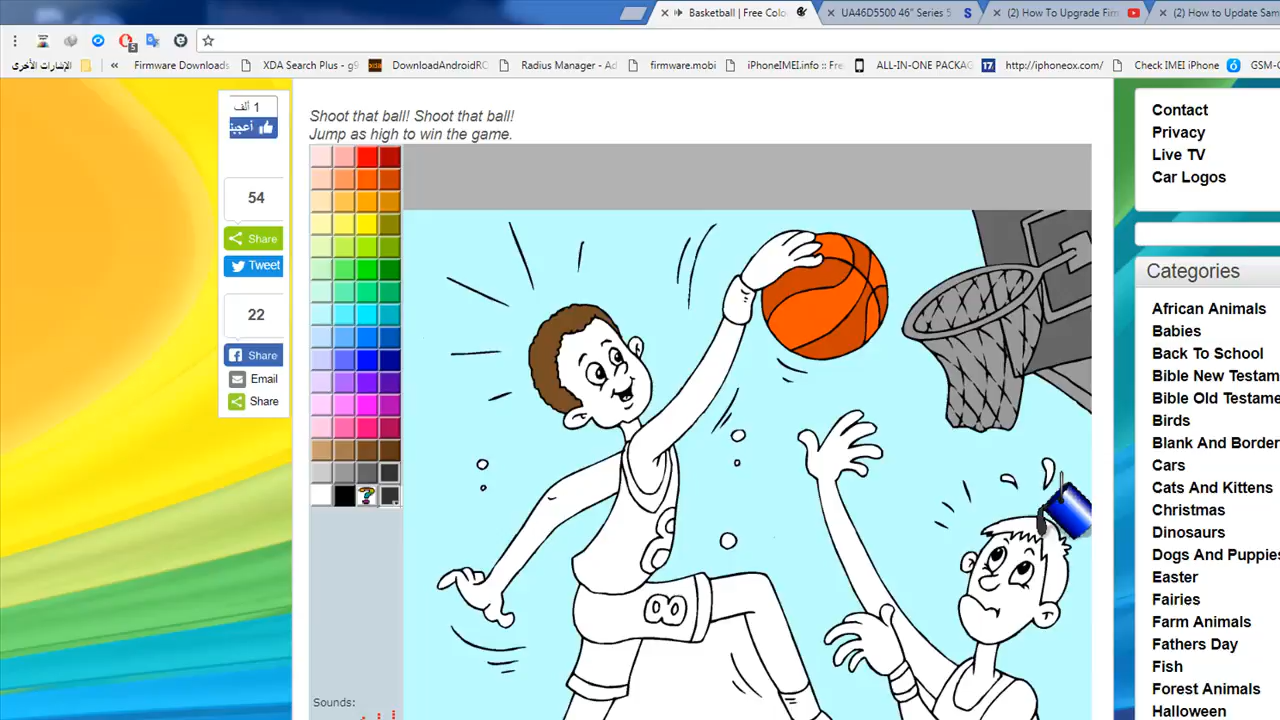 Basketball | Free Colo
UA46D5500 46" Series 5
(2) How To Upgrade Firm
(2) How to Update Sam
الإشارات الأخرى
«
Firmware Downloads
XDA Search Plus - g9
DownloadAndroidRO
Radius Manager - Ad
firmware.mobi
iPhoneIMEI.info :: Fre
ALL-IN-ONE PACKAG
17
http://iphoneox.com/
Check IMEI iPhone
GSM-C
5
1 ألف
أعجبني
54
Share
Tweet
22
Share
Email
Share
Shoot that ball! Shoot that ball!
Jump as high to win the game.
?
8
8
Sounds:
Contact
Privacy
Live TV
Car Logos
Categories
African Animals
Babies
Back To School
Bible New Testam
Bible Old Testame
Birds
Blank And Border
Cars
Cats And Kittens
Christmas
Dinosaurs
Dogs And Puppies
Easter
Fairies
Farm Animals
Fathers Day
Fish
Forest Animals
Halloween